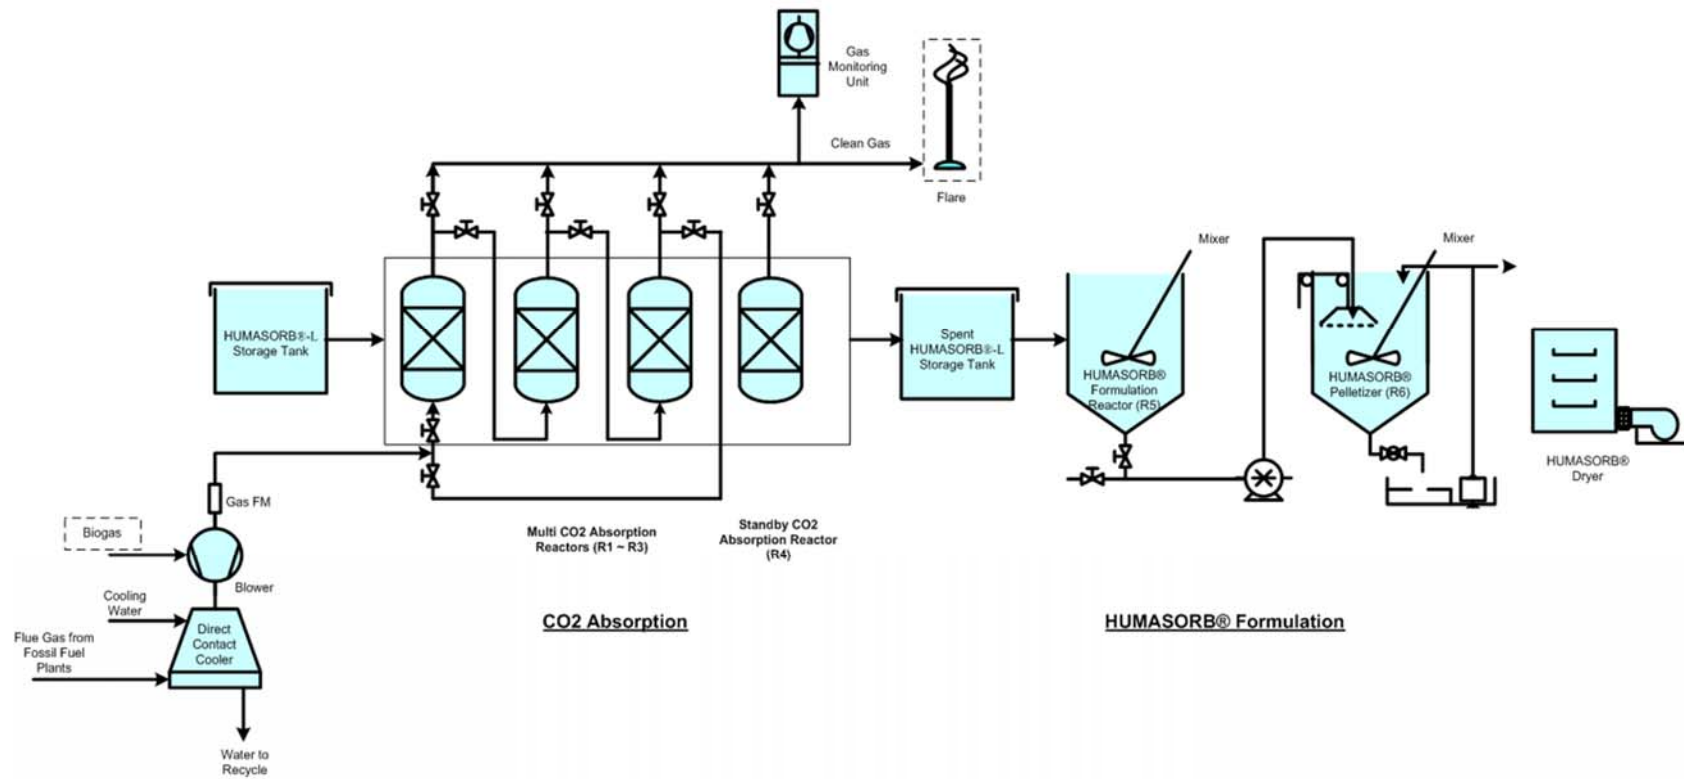 Gas
Monitoring
Unit
Clean Gas
Flare
Mixer
Mixer
HUMASORB®-L
Storage Tank
Spent
HUMASORB®-L
Storage Tank
HUMASORB®
Formulation
Reactor (R5)
HUMASORB®
Pelletizer (R6)
HUMASORB®
Dryer
Gas FM
Biogas
Multi CO2 Absorption
Reactors (R1 ~ R3)
Standby CO2
Absorption Reactor
(R4)
Blower
Cooling
Water
Direct
Contact
Cooler
Flue Gas from
Fossil Fuel
Plants
CO2 Absorption
HUMASORB® Formulation
Water to
Recycle